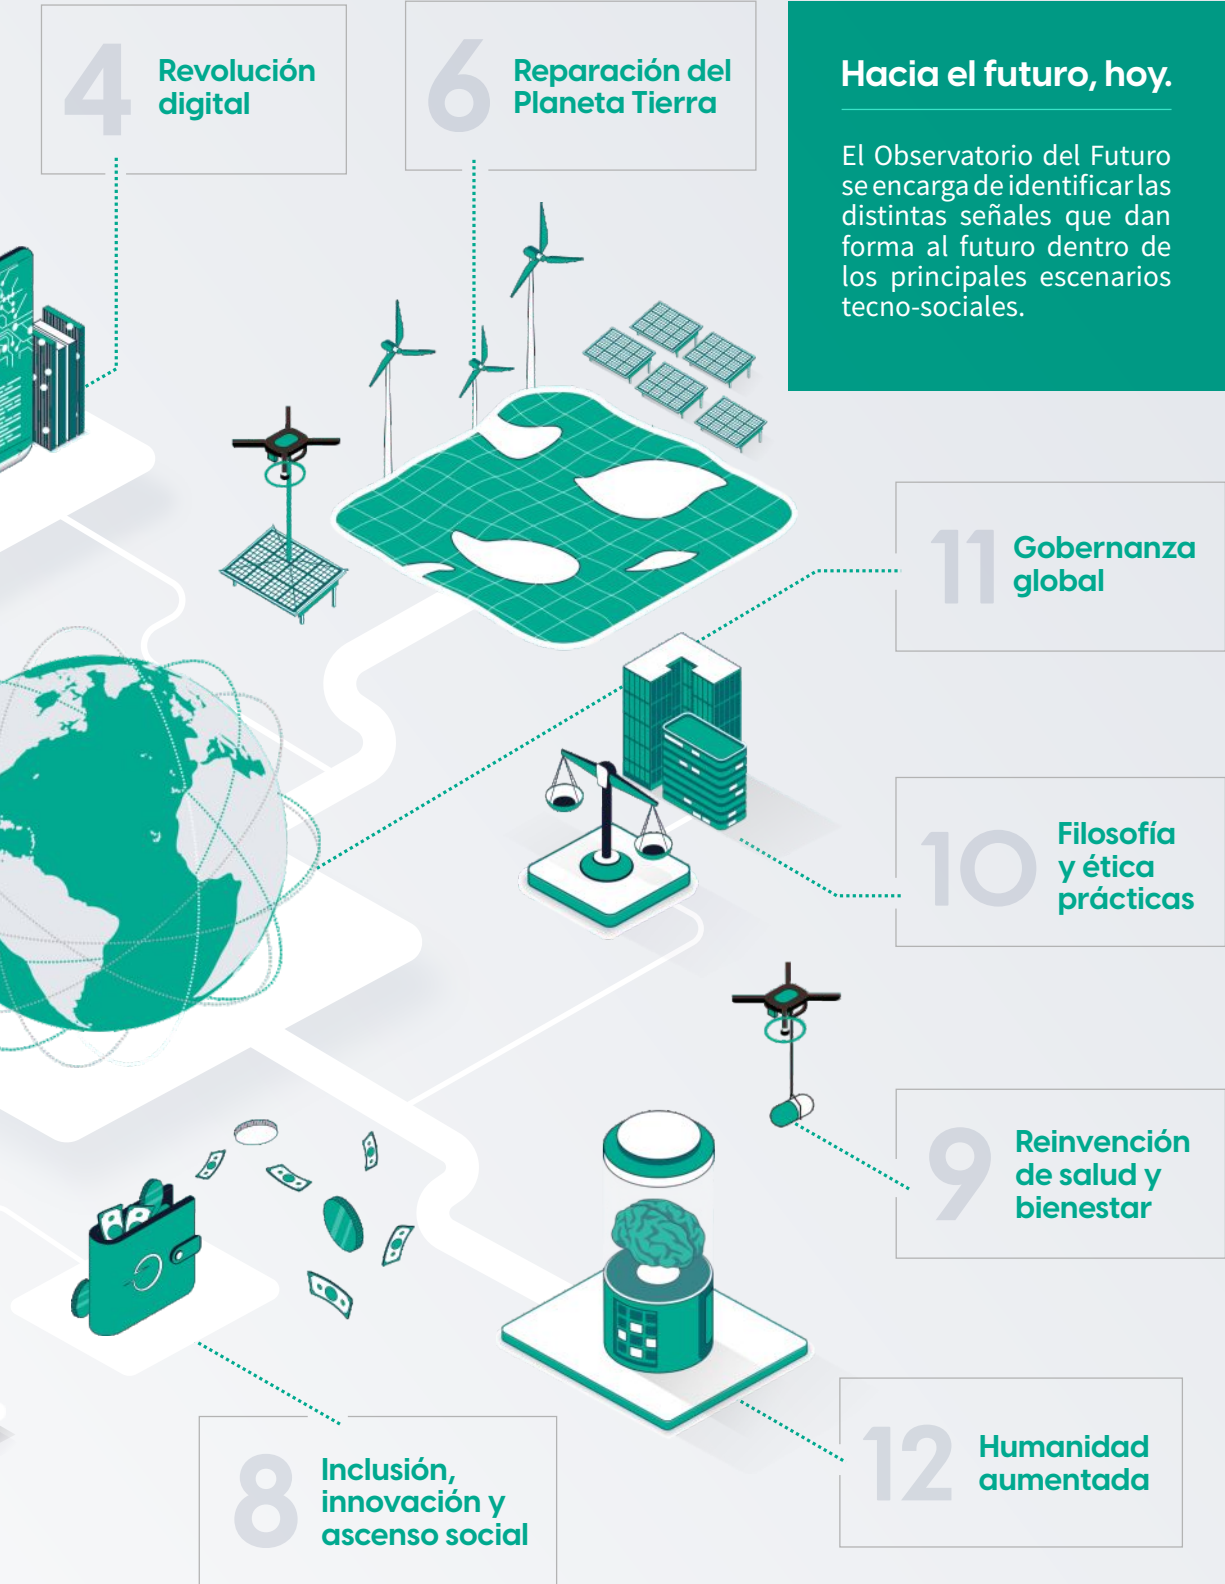 4
Revolución
digital
6
Reparación del
Planeta Tierra
Hacia el futuro, hoy.
El Observatorio del Futuro
se encarga de identificar las
distintas señales que dan
forma al futuro dentro de
los principales escenarios
tecno-sociales.
11
Gobernanza
global
10
Filosofía
y ética
prácticas
9
Reinvención
de salud y
bienestar
12
Humanidad
aumentada
8
Inclusión,
innovación y
ascenso social